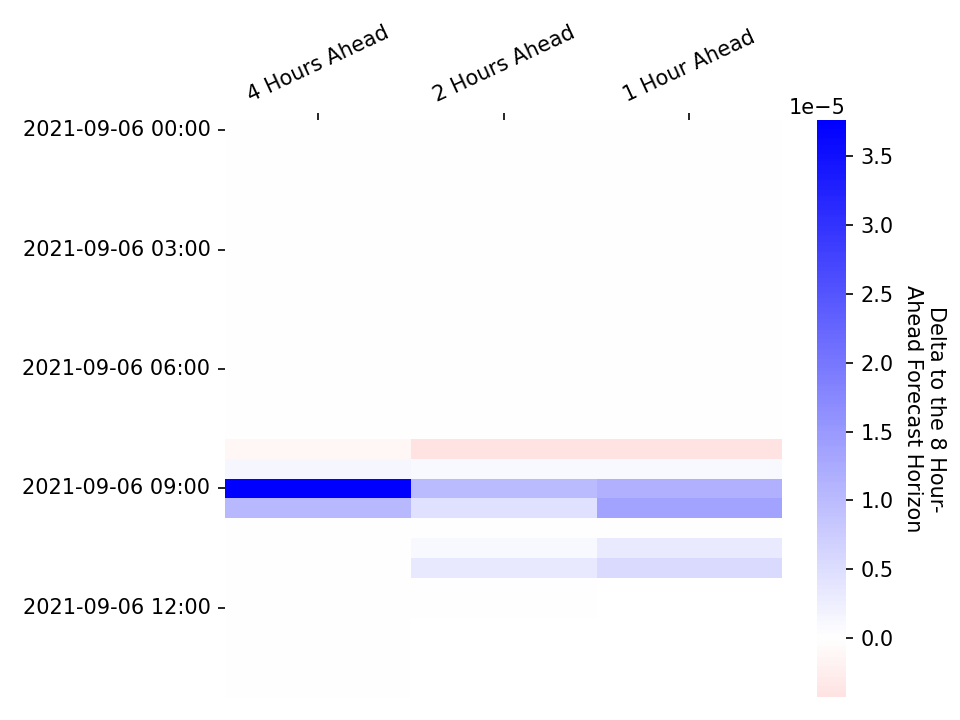 4 Hours Ahead
2 Hours Ahead
1 Hour Ahead
1e−5
2021-09-06 00:00
2021-09-06 03:00
2021-09-06 06:00
2021-09-06 09:00
2021-09-06 12:00
3.5
3.0
2.5
2.0
1.5
1.0
0.5
0.0
Delta to the 8 Hour-
Ahead Forecast Horizon